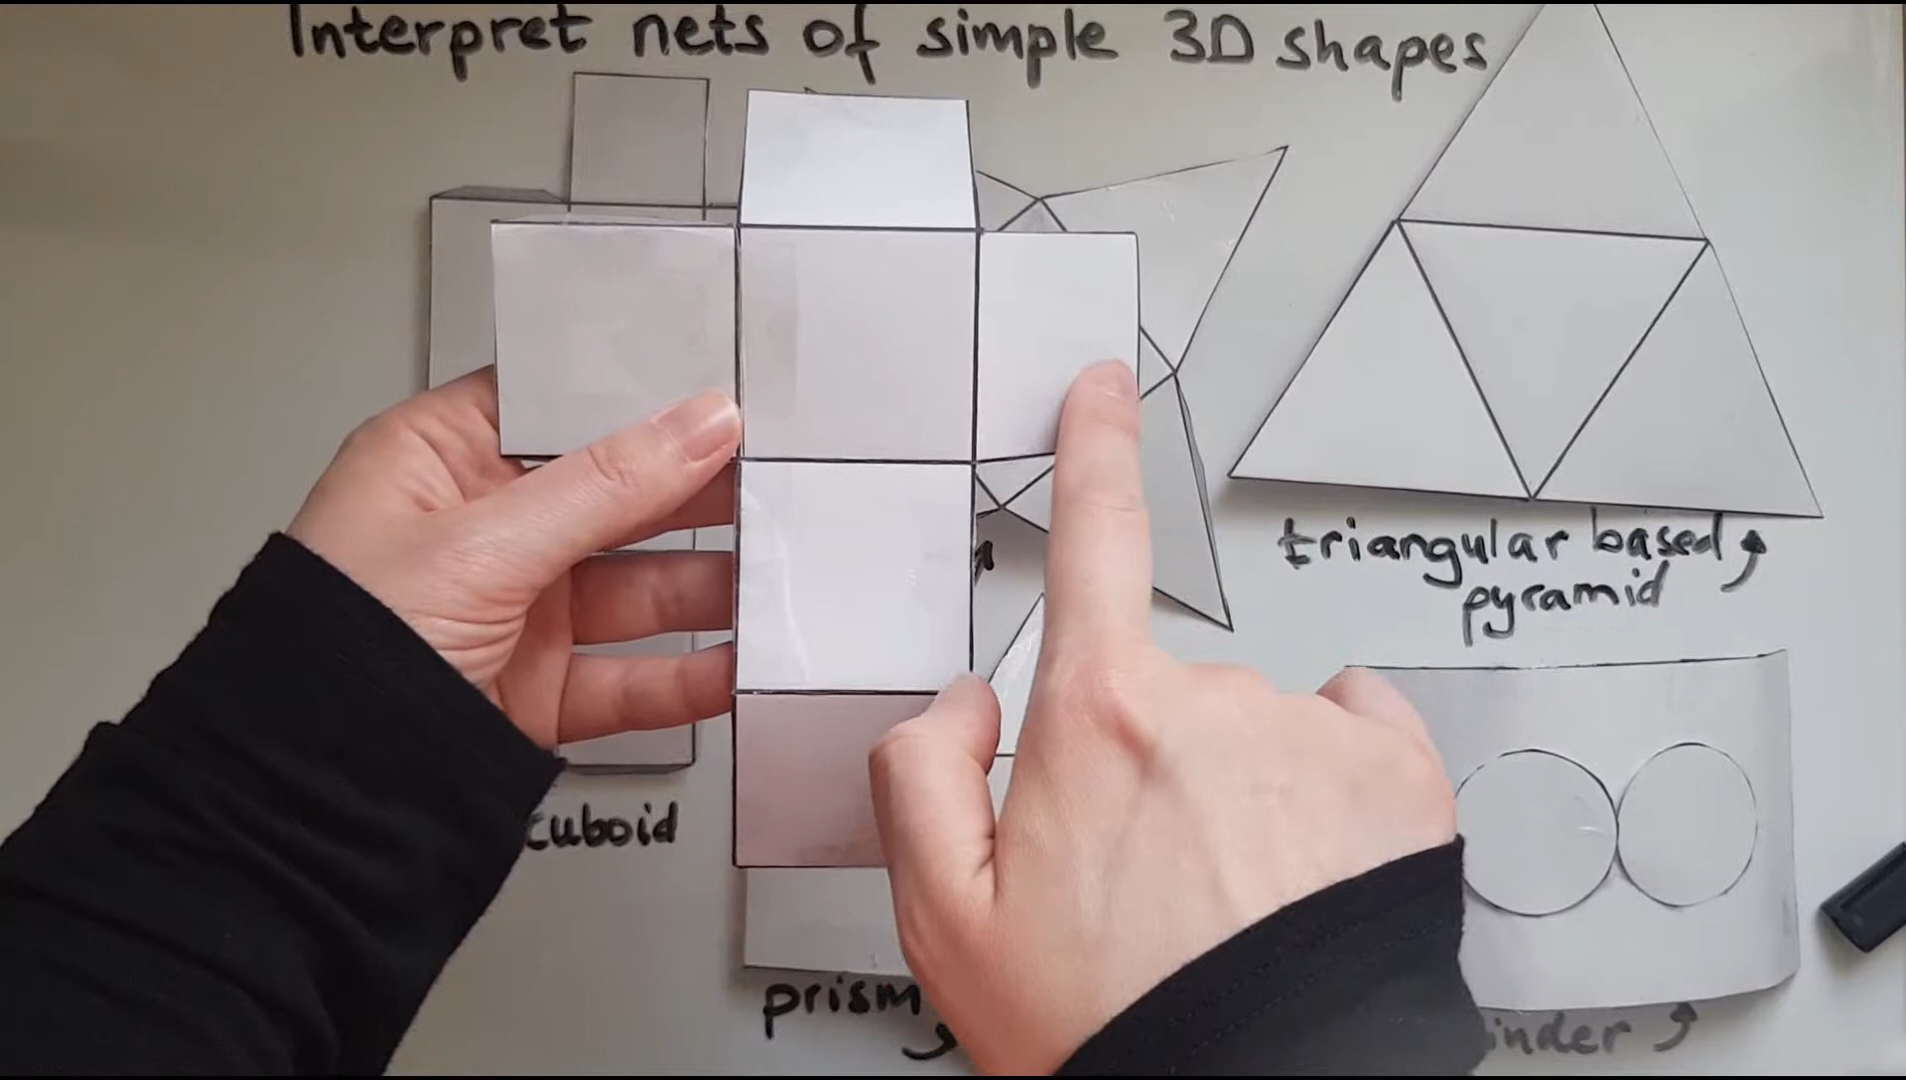 Interpret nets of simple 3D shapes
triangular based
pyramid
cuboid
prism